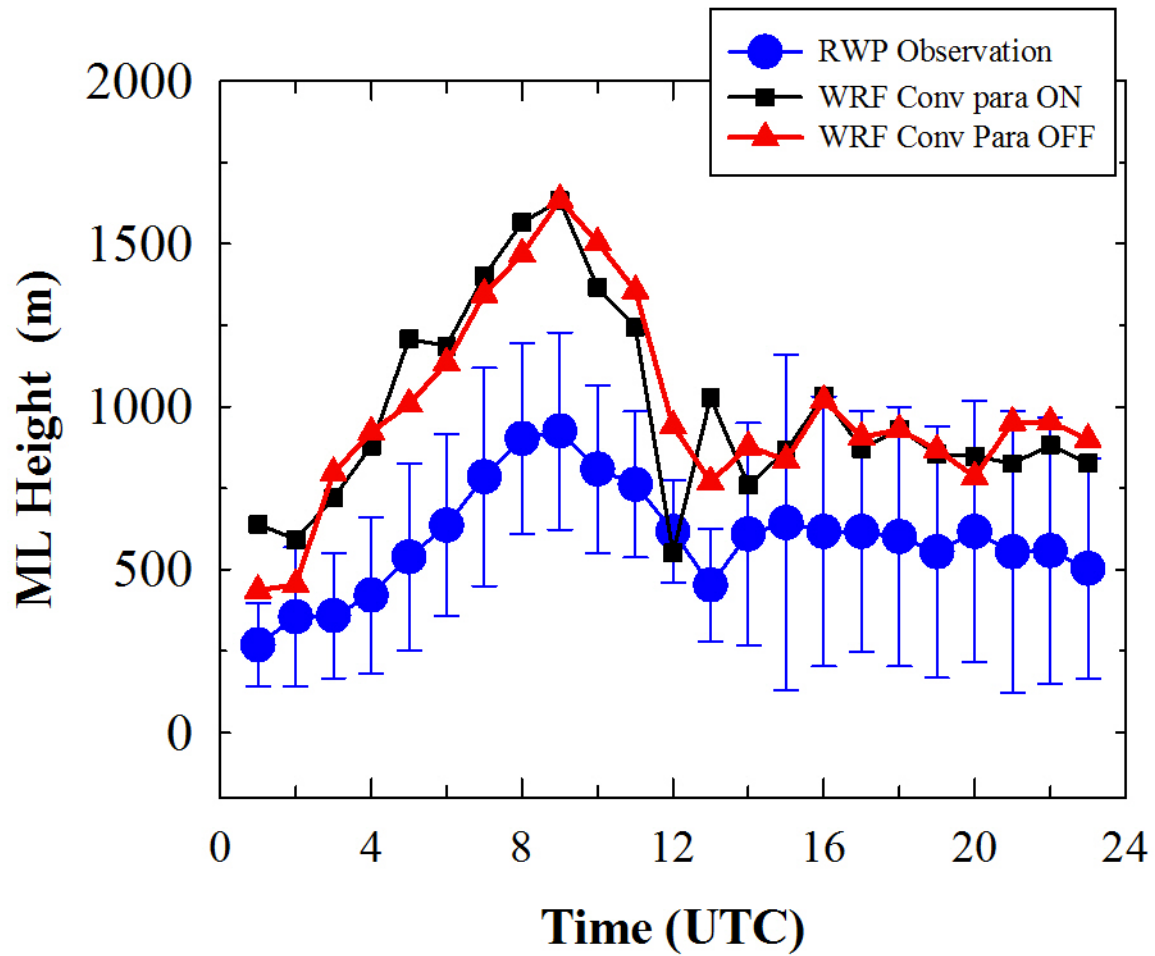 RWP Observation
WRF Conv para ON
WRF Conv Para OFF
2000
1500
1000
500
0
ML Height (m)
0 4 8 12 16 20 24
Time (UTC)